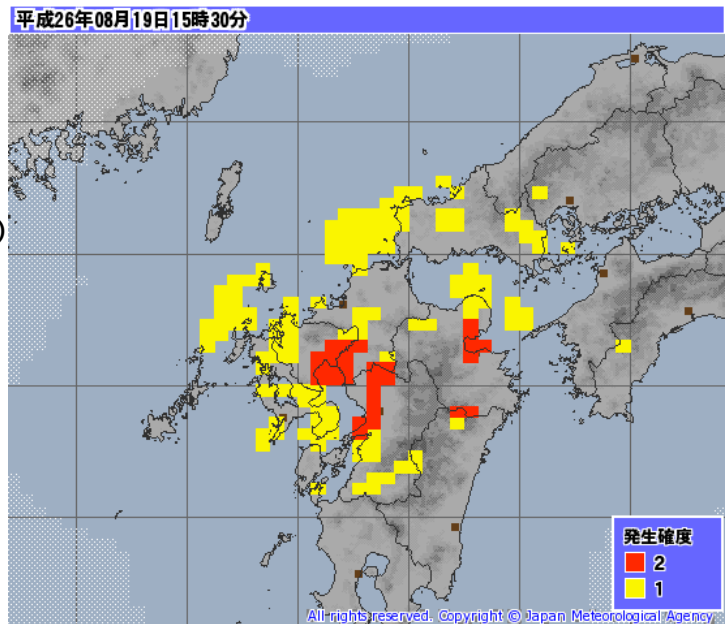 平成26年08月19日15時30分
)
発生確度
2
1
All rights reserved. Copyright © Japan Meteorological Agency